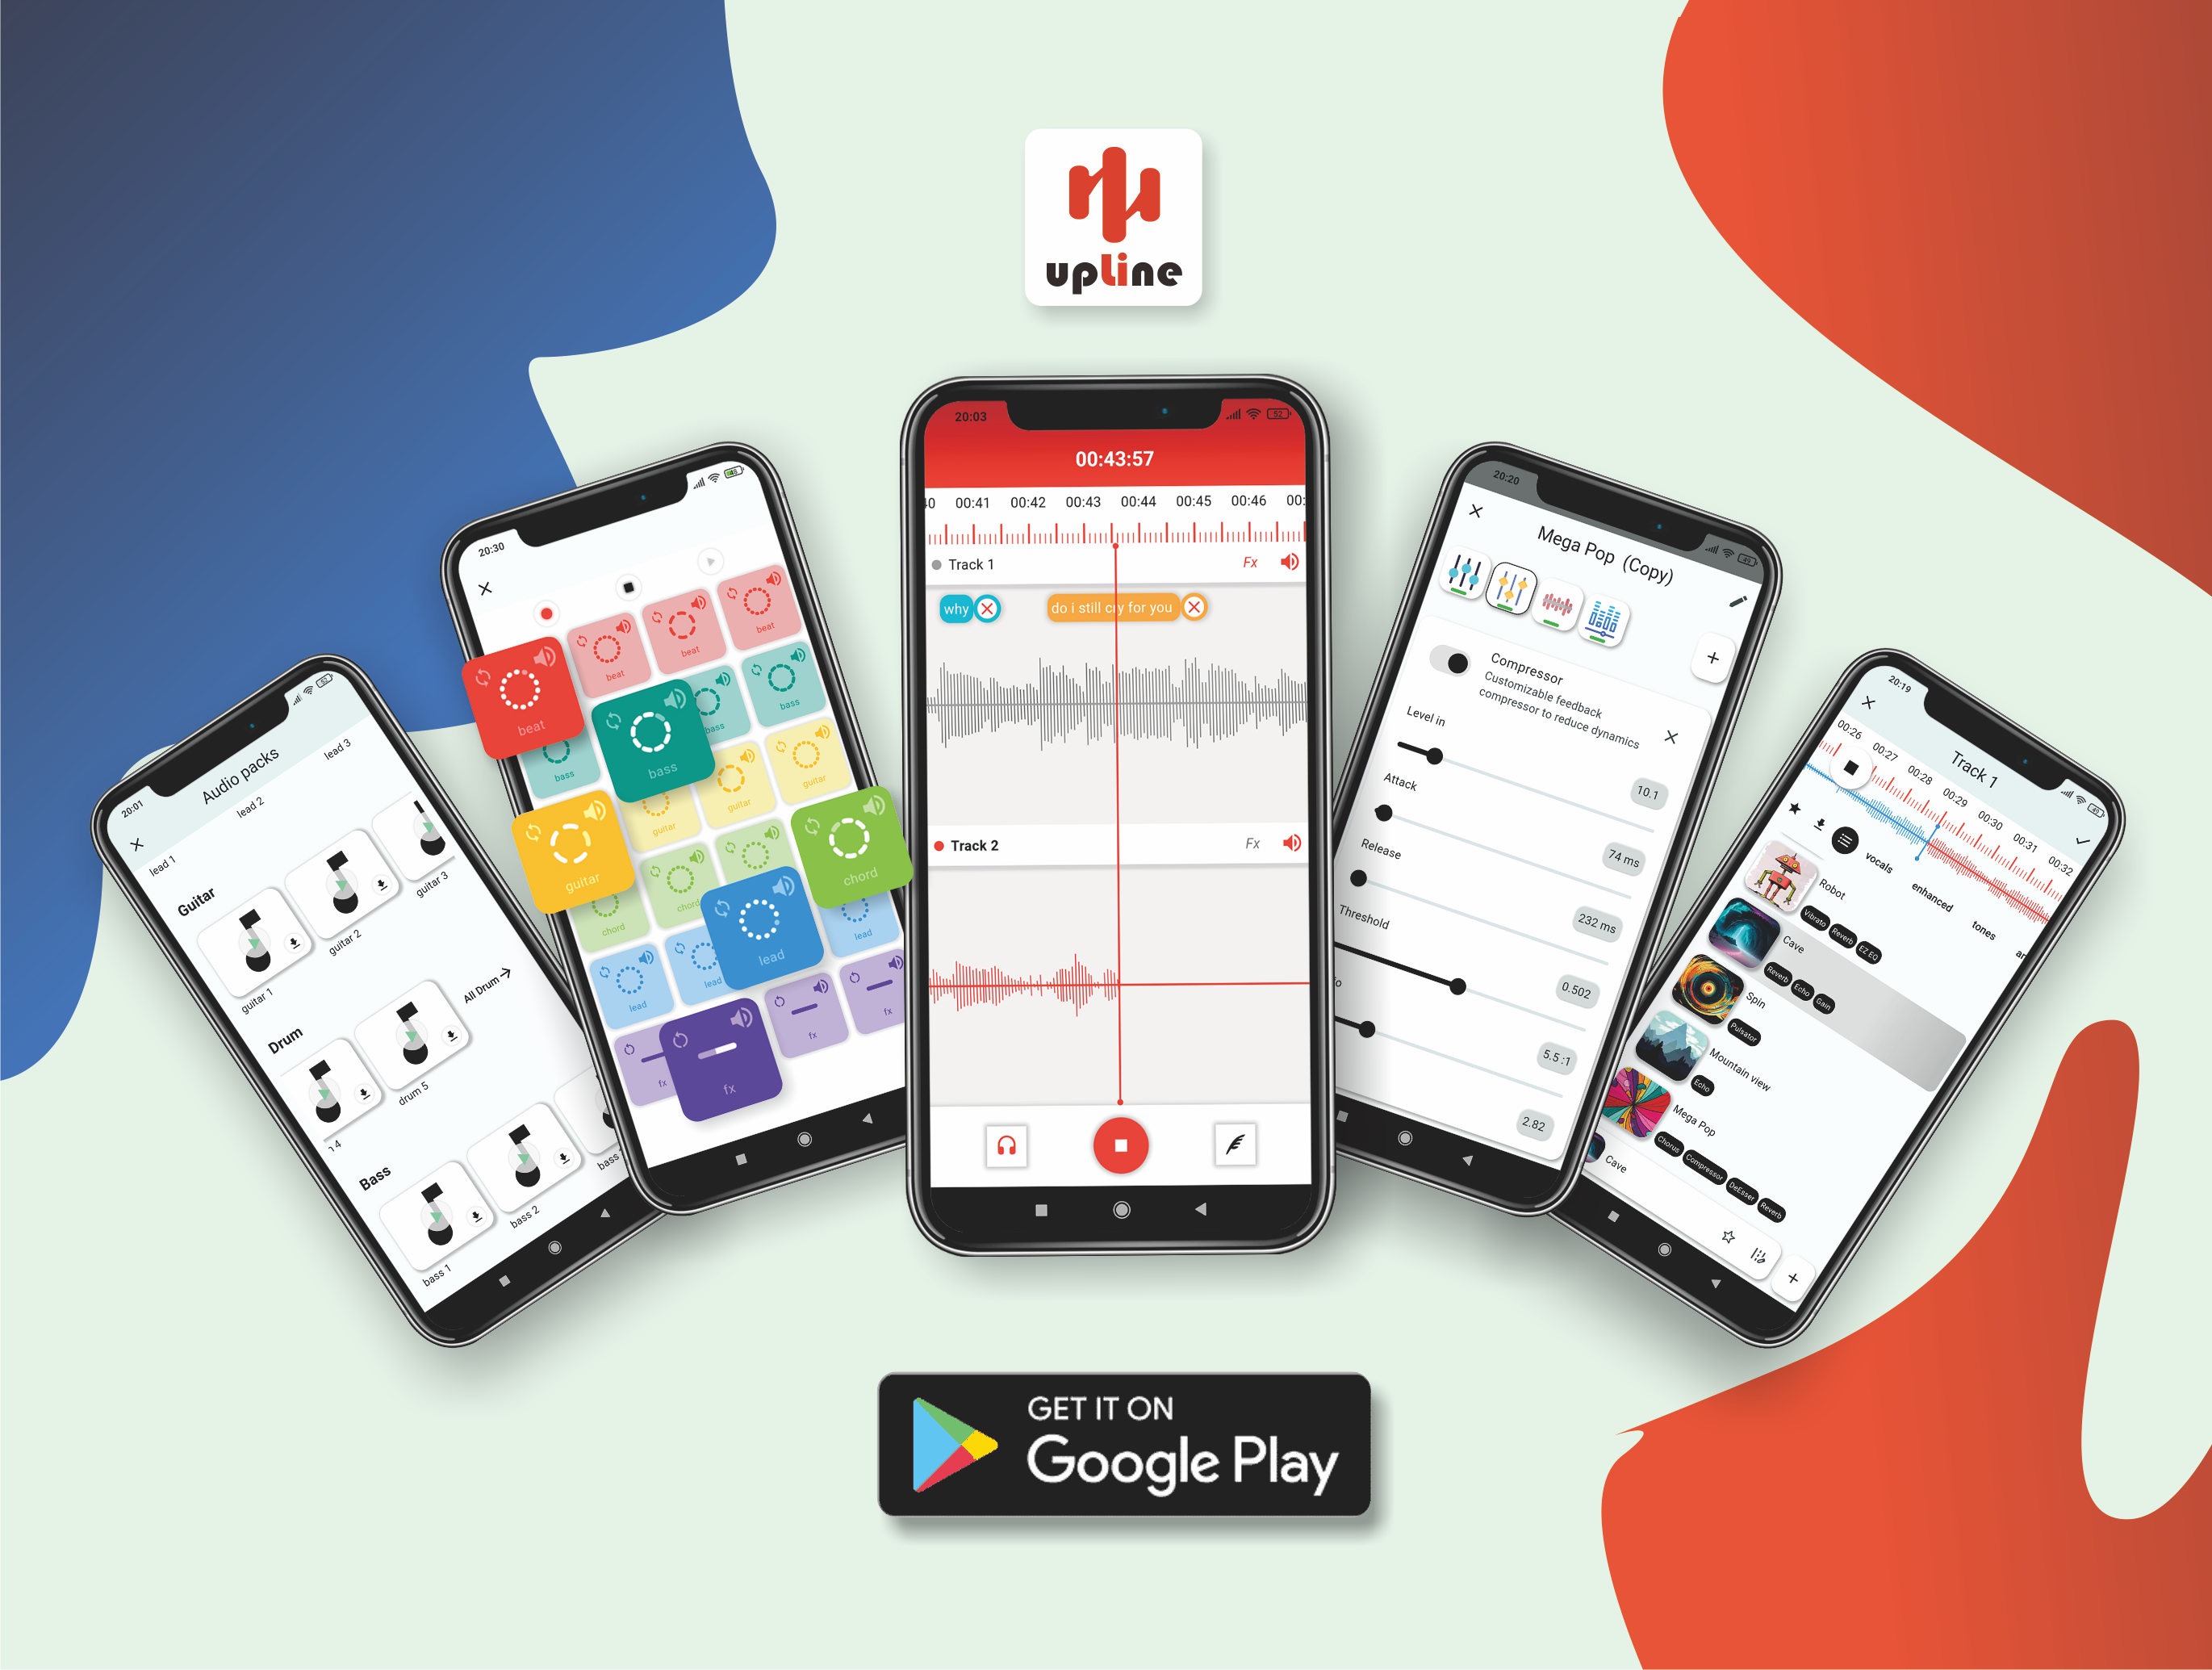 upLine
20:01
52
Audio packs
lead 1
lead 2
lead 3
Guitar
guitar 1
guitar 2
guitar 3
Drum
All Drum
drum 5
Bass
bass 1
bass 2
bass
20:30
beat
beat
beat
beat
bass
bass
bass
bass
guitar
guitar
guitar
guitar
chord
chord
chord
lead
lead
lead
lead
fx
fx
fx
fx
20:03
52
00:43:57
40 00:41 00:42 00:43 00:44 00:45 00:46 00:
Track 1
Fx
why
do i still cry for you
Track 2
Fx
20:20
49
Mega Pop (Copy)
Compressor
Customizable feedback
compressor to reduce dynamics
Level in
10.1
Attack
74 ms
Release
232 ms
Threshold
0.502
5.5 :1
2.82
20:19
49
Track 1
00:26 00:27 00:28 00:29 00:30 00:31 00:32
vocals
enhanced
tones
ar
Robot
Vibrato Reverb EZ EQ
Cave
Reverb Echo Gain
Spin
Pulsator
Mountain view
Echo
Mega Pop
Chorus Compressor DeEsser Reverb
Cave
GET IT ON
Google Play